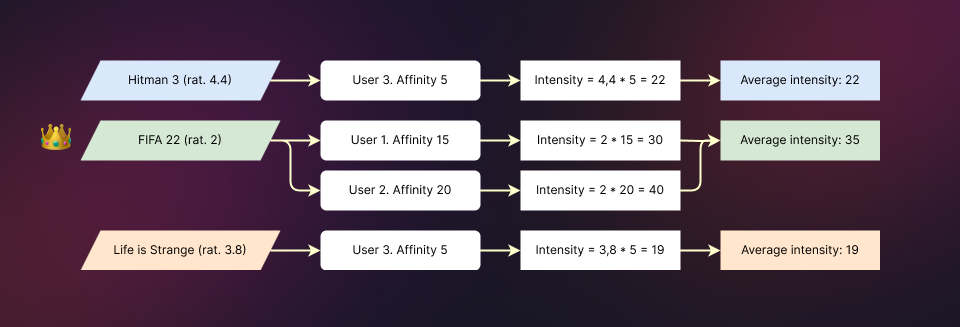 Hitman 3 (rat. 4.4)
User 3. Affinity 5
Intensity = 4,4 * 5 = 22
Average intensity: 22
FIFA 22 (rat. 2)
User 1. Affinity 15
Intensity = 2 * 15 = 30
Average intensity: 35
User 2. Affinity 20
Intensity = 2 * 20 = 40
Life is Strange (rat. 3.8)
User 3. Affinity 5
Intensity = 3,8 * 5 = 19
Average intensity: 19